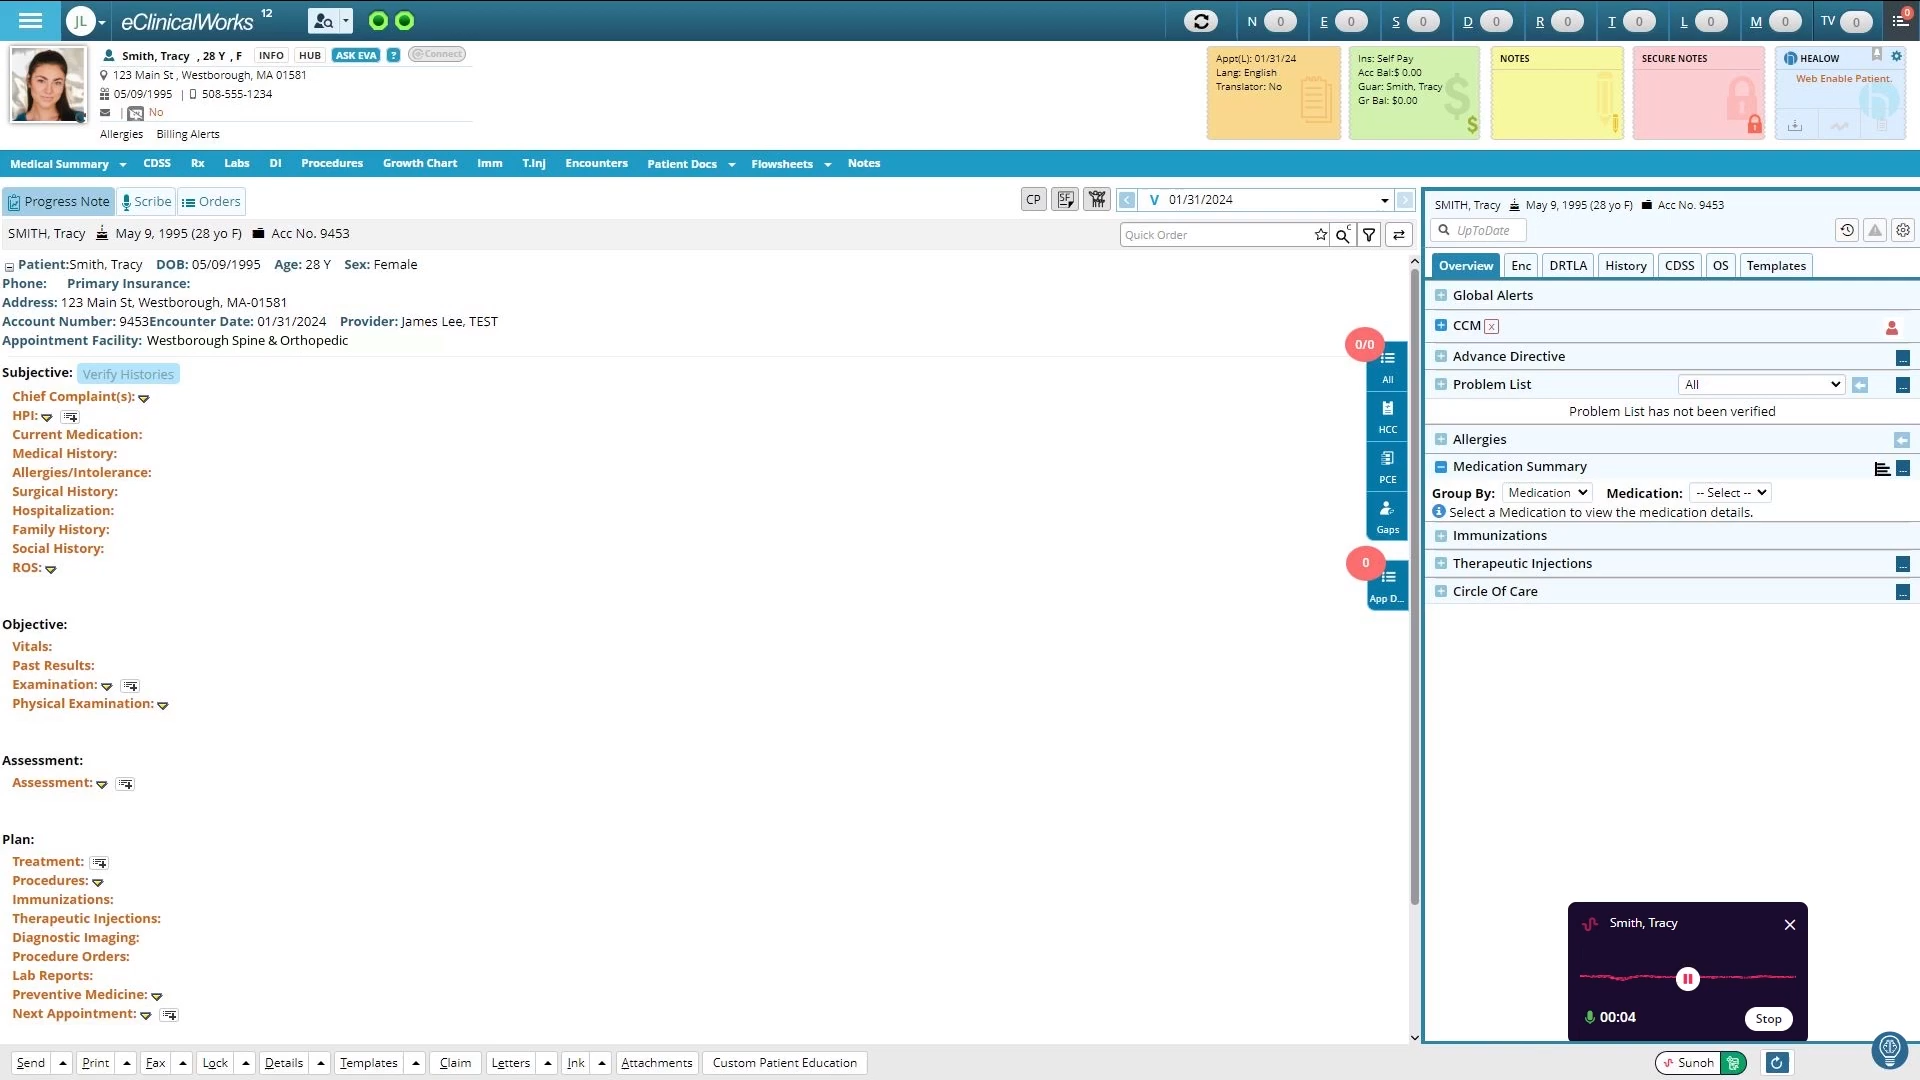 JL eClinicalWorks 12 N 0 E 0 S 0 D 0 R 0 T 0 L 0 M 0 TV 0 0
Smith, Tracy , 28 Y , F INFO HUB ASK EVA ? Connect
123 Main St , Westborough, MA 01581
05/09/1995 | 508-555-1234
| No
Allergies Billing Alerts
Appt(L): 01/31/24
Lang: English
Translator: No
Ins: Self Pay
Acc Bal:$ 0.00
Guar: Smith, Tracy
Gr Bal: $0.00
NOTES
SECURE NOTES
HEALOW
Web Enable Patient.
Medical Summary CDSS Rx Labs DI Procedures Growth Chart Imm T.Inj Encounters Patient Docs Flowsheets Notes
Progress Note Scribe Orders CP SF V 01/31/2024
SMITH, Tracy May 9, 1995 (28 yo F) Acc No. 9453 Quick Order
Patient:Smith, Tracy DOB: 05/09/1995 Age: 28 Y Sex: Female
Phone: Primary Insurance:
Address: 123 Main St, Westborough, MA-01581
Account Number: 9453Encounter Date: 01/31/2024 Provider: James Lee, TEST
Appointment Facility: Westborough Spine & Orthopedic
Subjective: Verify Histories
Chief Complaint(s):
HPI:
Current Medication:
Medical History:
Allergies/Intolerance:
Surgical History:
Hospitalization:
Family History:
Social History:
ROS:
Objective:
Vitals:
Past Results:
Examination:
Physical Examination:
Assessment:
Assessment:
Plan:
Treatment:
Procedures:
Immunizations:
Therapeutic Injections:
Diagnostic Imaging:
Procedure Orders:
Lab Reports:
Preventive Medicine:
Next Appointment:
0/0
All
HCC
PCE
Gaps
0
App D...
SMITH, Tracy May 9, 1995 (28 yo F) Acc No. 9453
UpToDate
Overview Enc DRTLA History CDSS OS Templates
Global Alerts
CCM x
Advance Directive ...
Problem List All ...
Problem List has not been verified
Allergies
Medication Summary ...
Group By: Medication Medication: -- Select --
Select a Medication to view the medication details.
Immunizations
Therapeutic Injections ...
Circle Of Care ...
Smith, Tracy
00:04 Stop
Send Print Fax Lock Details Templates Claim Letters Ink Attachments Custom Patient Education Sunoh